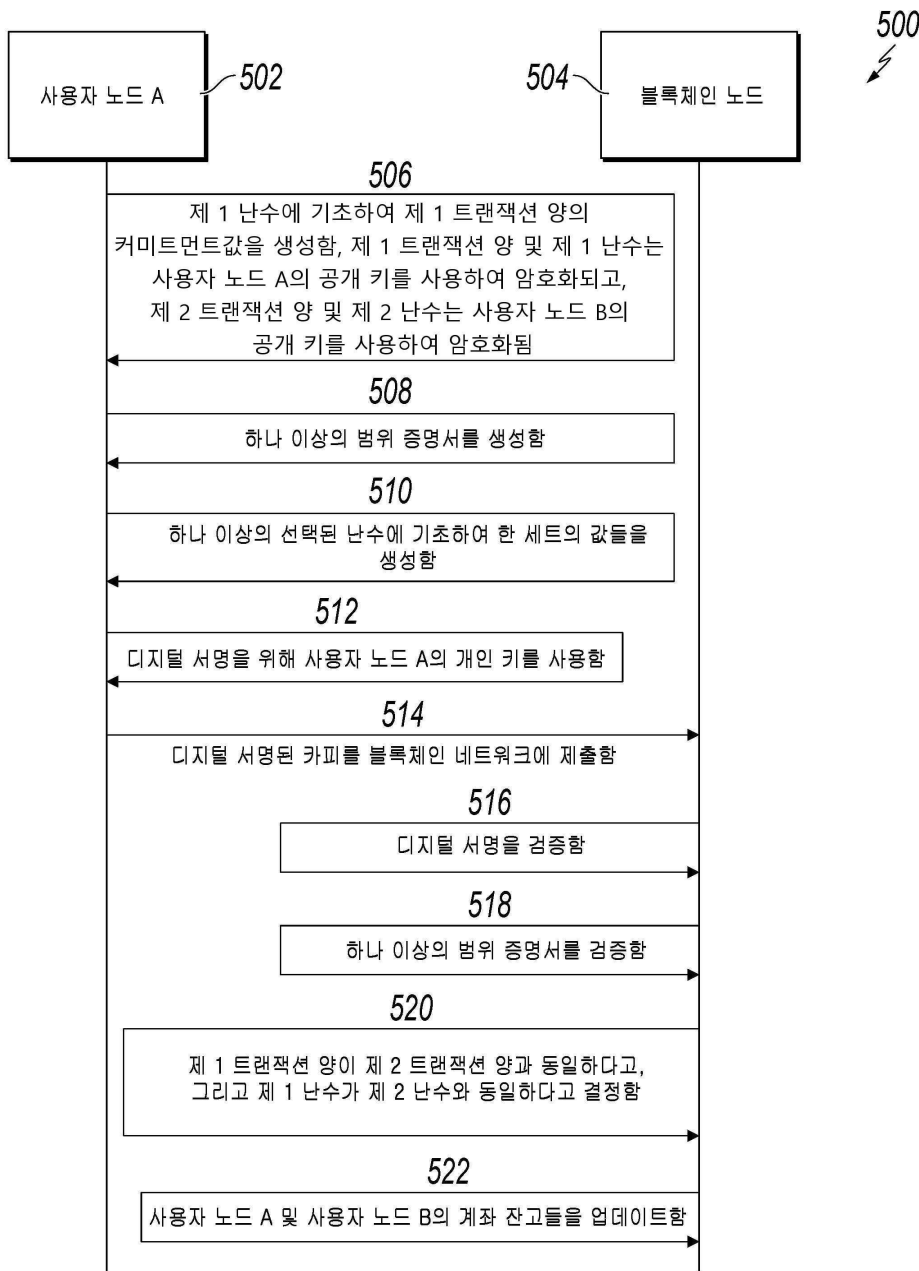 500
사용자 노드 A
502
504
블록체인 노드
506
제 1 난수에 기초하여 제 1 트랜잭션 양의
커미트먼트값을 생성함, 제 1 트랜잭션 양 및 제 1 난수는
사용자 노드 A의 공개 키를 사용하여 암호화되고,
제 2 트랜잭션 양 및 제 2 난수는 사용자 노드 B의
공개 키를 사용하여 암호화됨
508
하나 이상의 범위 증명서를 생성함
510
하나 이상의 선택된 난수에 기초하여 한 세트의 값들을
생성함
512
디지털 서명을 위해 사용자 노드 A의 개인 키를 사용함
514
디지털 서명된 카피를 블록체인 네트워크에 제출함
516
디지털 서명을 검증함
518
하나 이상의 범위 증명서를 검증함
520
제 1 트랜잭션 양이 제 2 트랜잭션 양과 동일하다고,
그리고 제 1 난수가 제 2 난수와 동일하다고 결정함
522
사용자 노드 A 및 사용자 노드 B의 계좌 잔고들을 업데이트함